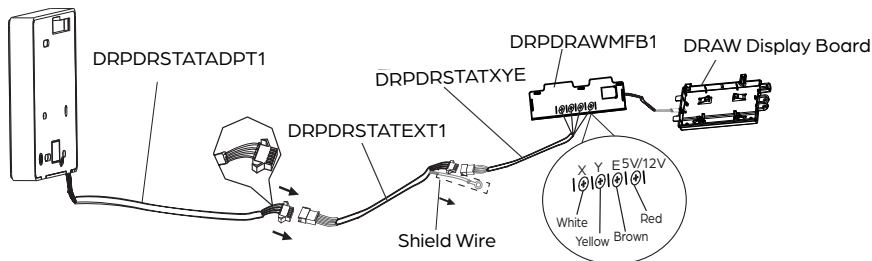 DRPDRAWMFB1
DRAW Display Board
DRPDRSTATADPT1
DRPDRSTATXYE
DRPDRSTATEXT1
X Y E 5V/12V
White
Yellow
Brown
Red
Shield Wire